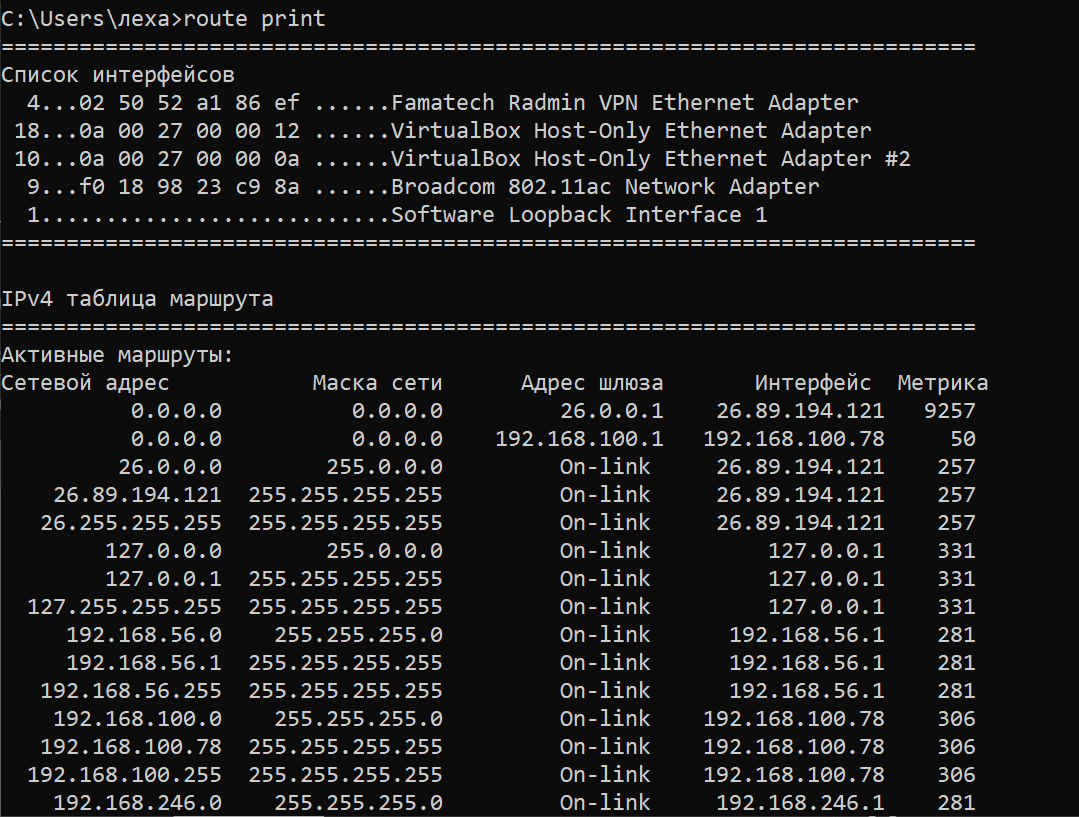 C:\Users\лexa>route print
===========================================================================
Список интерфейсов
  4...02 50 52 a1 86 ef ......Famatech Radmin VPN Ethernet Adapter
 18...0a 00 27 00 00 12 ......VirtualBox Host-Only Ethernet Adapter
 10...0a 00 27 00 00 0a ......VirtualBox Host-Only Ethernet Adapter #2
  9...f0 18 98 23 c9 8a ......Broadcom 802.11ac Network Adapter
  1...........................Software Loopback Interface 1
===========================================================================
IPv4 таблица маршрута
===========================================================================
Активные маршруты:
Сетевой адрес           Маска сети      Адрес шлюза       Интерфейс  Метрика
          0.0.0.0          0.0.0.0         26.0.0.1    26.89.194.121   9257
          0.0.0.0          0.0.0.0    192.168.100.1   192.168.100.78     50
         26.0.0.0        255.0.0.0         On-link     26.89.194.121    257
    26.89.194.121  255.255.255.255         On-link     26.89.194.121    257
   26.255.255.255  255.255.255.255         On-link     26.89.194.121    257
        127.0.0.0        255.0.0.0         On-link         127.0.0.1    331
        127.0.0.1  255.255.255.255         On-link         127.0.0.1    331
  127.255.255.255  255.255.255.255         On-link         127.0.0.1    331
     192.168.56.0    255.255.255.0         On-link      192.168.56.1    281
     192.168.56.1  255.255.255.255         On-link      192.168.56.1    281
   192.168.56.255  255.255.255.255         On-link      192.168.56.1    281
    192.168.100.0    255.255.255.0         On-link    192.168.100.78    306
   192.168.100.78  255.255.255.255         On-link    192.168.100.78    306
  192.168.100.255  255.255.255.255         On-link    192.168.100.78    306
    192.168.246.0    255.255.255.0         On-link     192.168.246.1    281